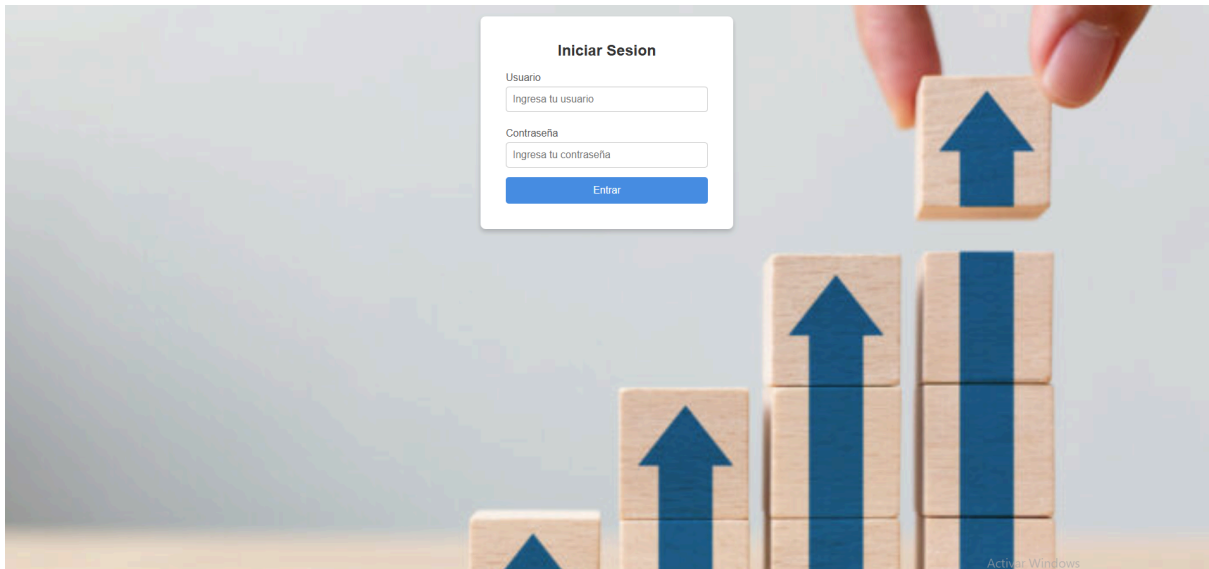 Iniciar Sesion
Usuario
Ingresa tu usuario
Contraseña
Ingresa tu contraseña
Entrar
Activar Windows